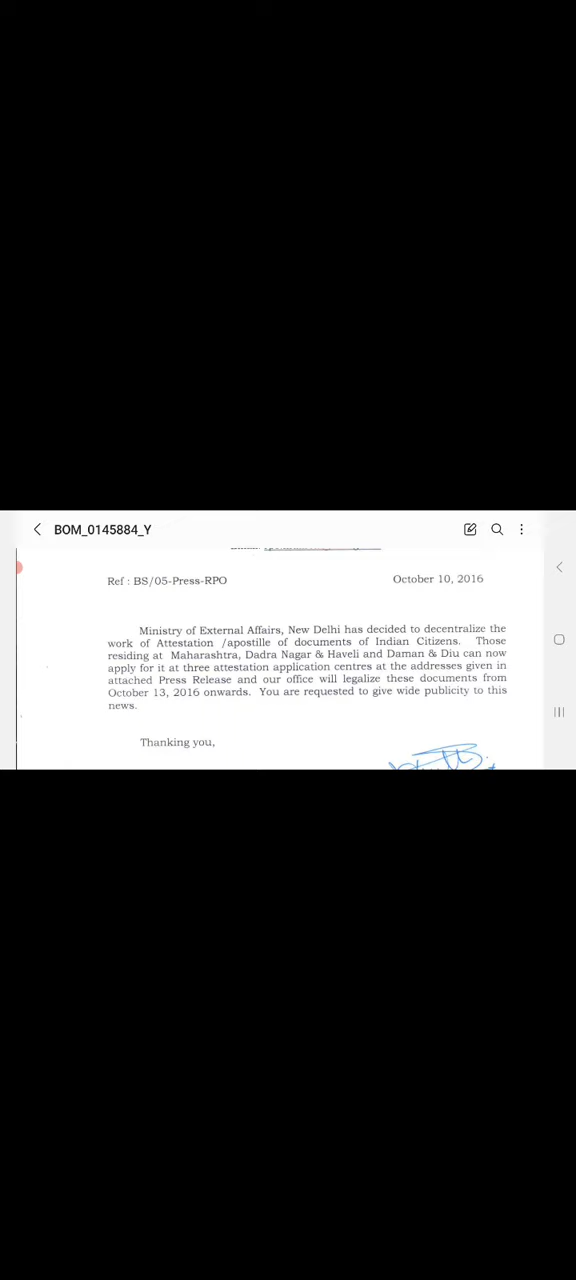 BOM_0145884_Y
Ref : BS/05-Press-RPO October 10, 2016
Ministry of External Affairs, New Delhi has decided to decentralize the
work of Attestation /apostille of documents of Indian Citizens. Those
residing at Maharashtra, Dadra Nagar & Haveli and Daman & Diu can now
apply for it at three attestation application centres at the addresses given in
attached Press Release and our office will legalize these documents from
October 13, 2016 onwards. You are requested to give wide publicity to this
news.
Thanking you,